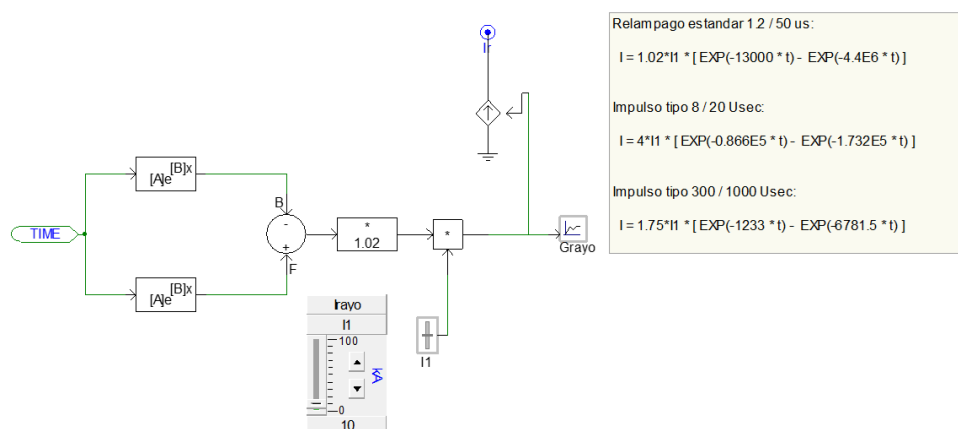 Relampago estandar 1.2 / 50 us:
I = 1.02*I1 * [ EXP(-13000 * t) - EXP(-4.4E6 * t) ]
Impulso tipo 8 / 20 Usec:
I = 4*I1 * [ EXP(-0.866E5 * t) - EXP(-1.732E5 * t) ]
Impulso tipo 300 / 1000 Usec:
I = 1.75*I1 * [ EXP(-1233 * t) - EXP(-6781.5 * t) ]
Ir
[A]e[B]x
B
-
+
F
TIME
*
1.02
*
Grayo
[A]e[B]x
Irayo
I1
100
kA
0
10
I1